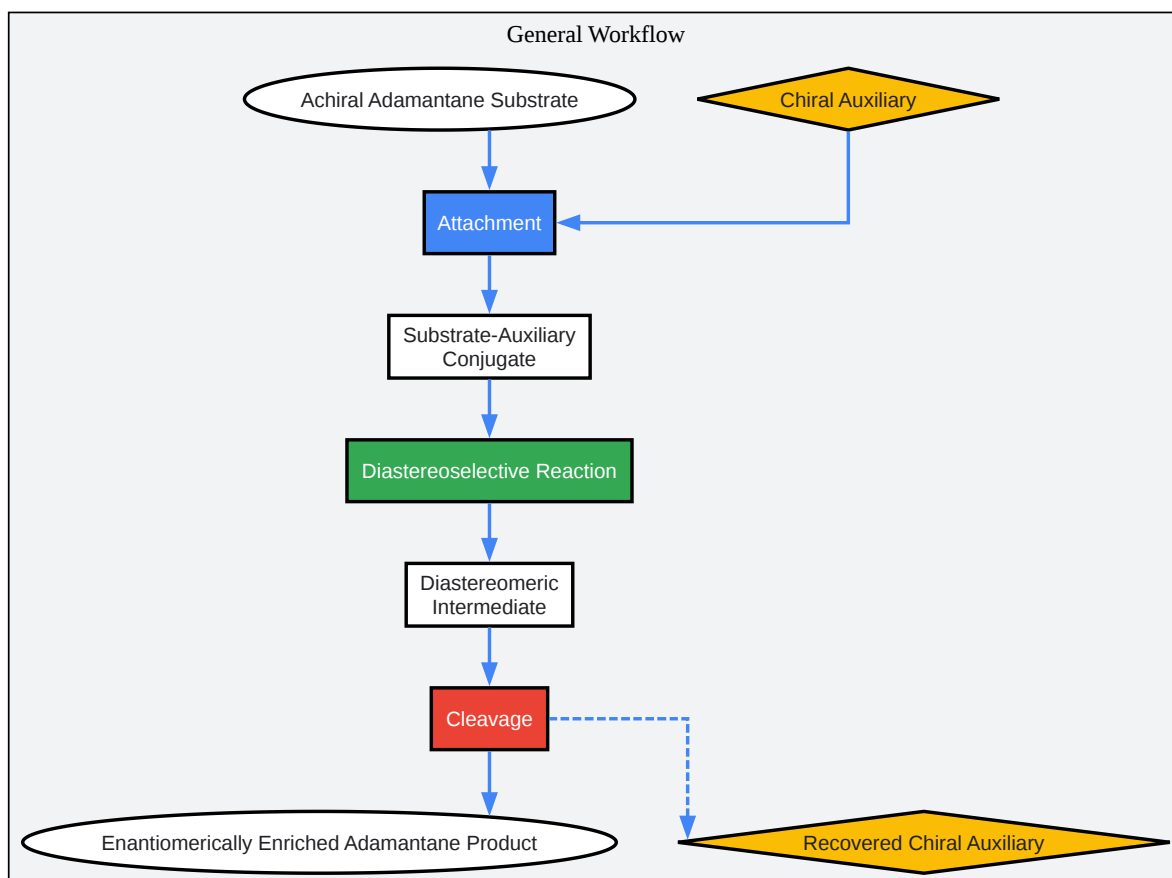 General Workflow
Achiral Adamantane Substrate
Chiral Auxiliary
Attachment
Substrate-Auxiliary
Conjugate
Diastereoselective Reaction
Diastereomeric
Intermediate
Cleavage
Enantiomerically Enriched Adamantane Product
Recovered Chiral Auxiliary